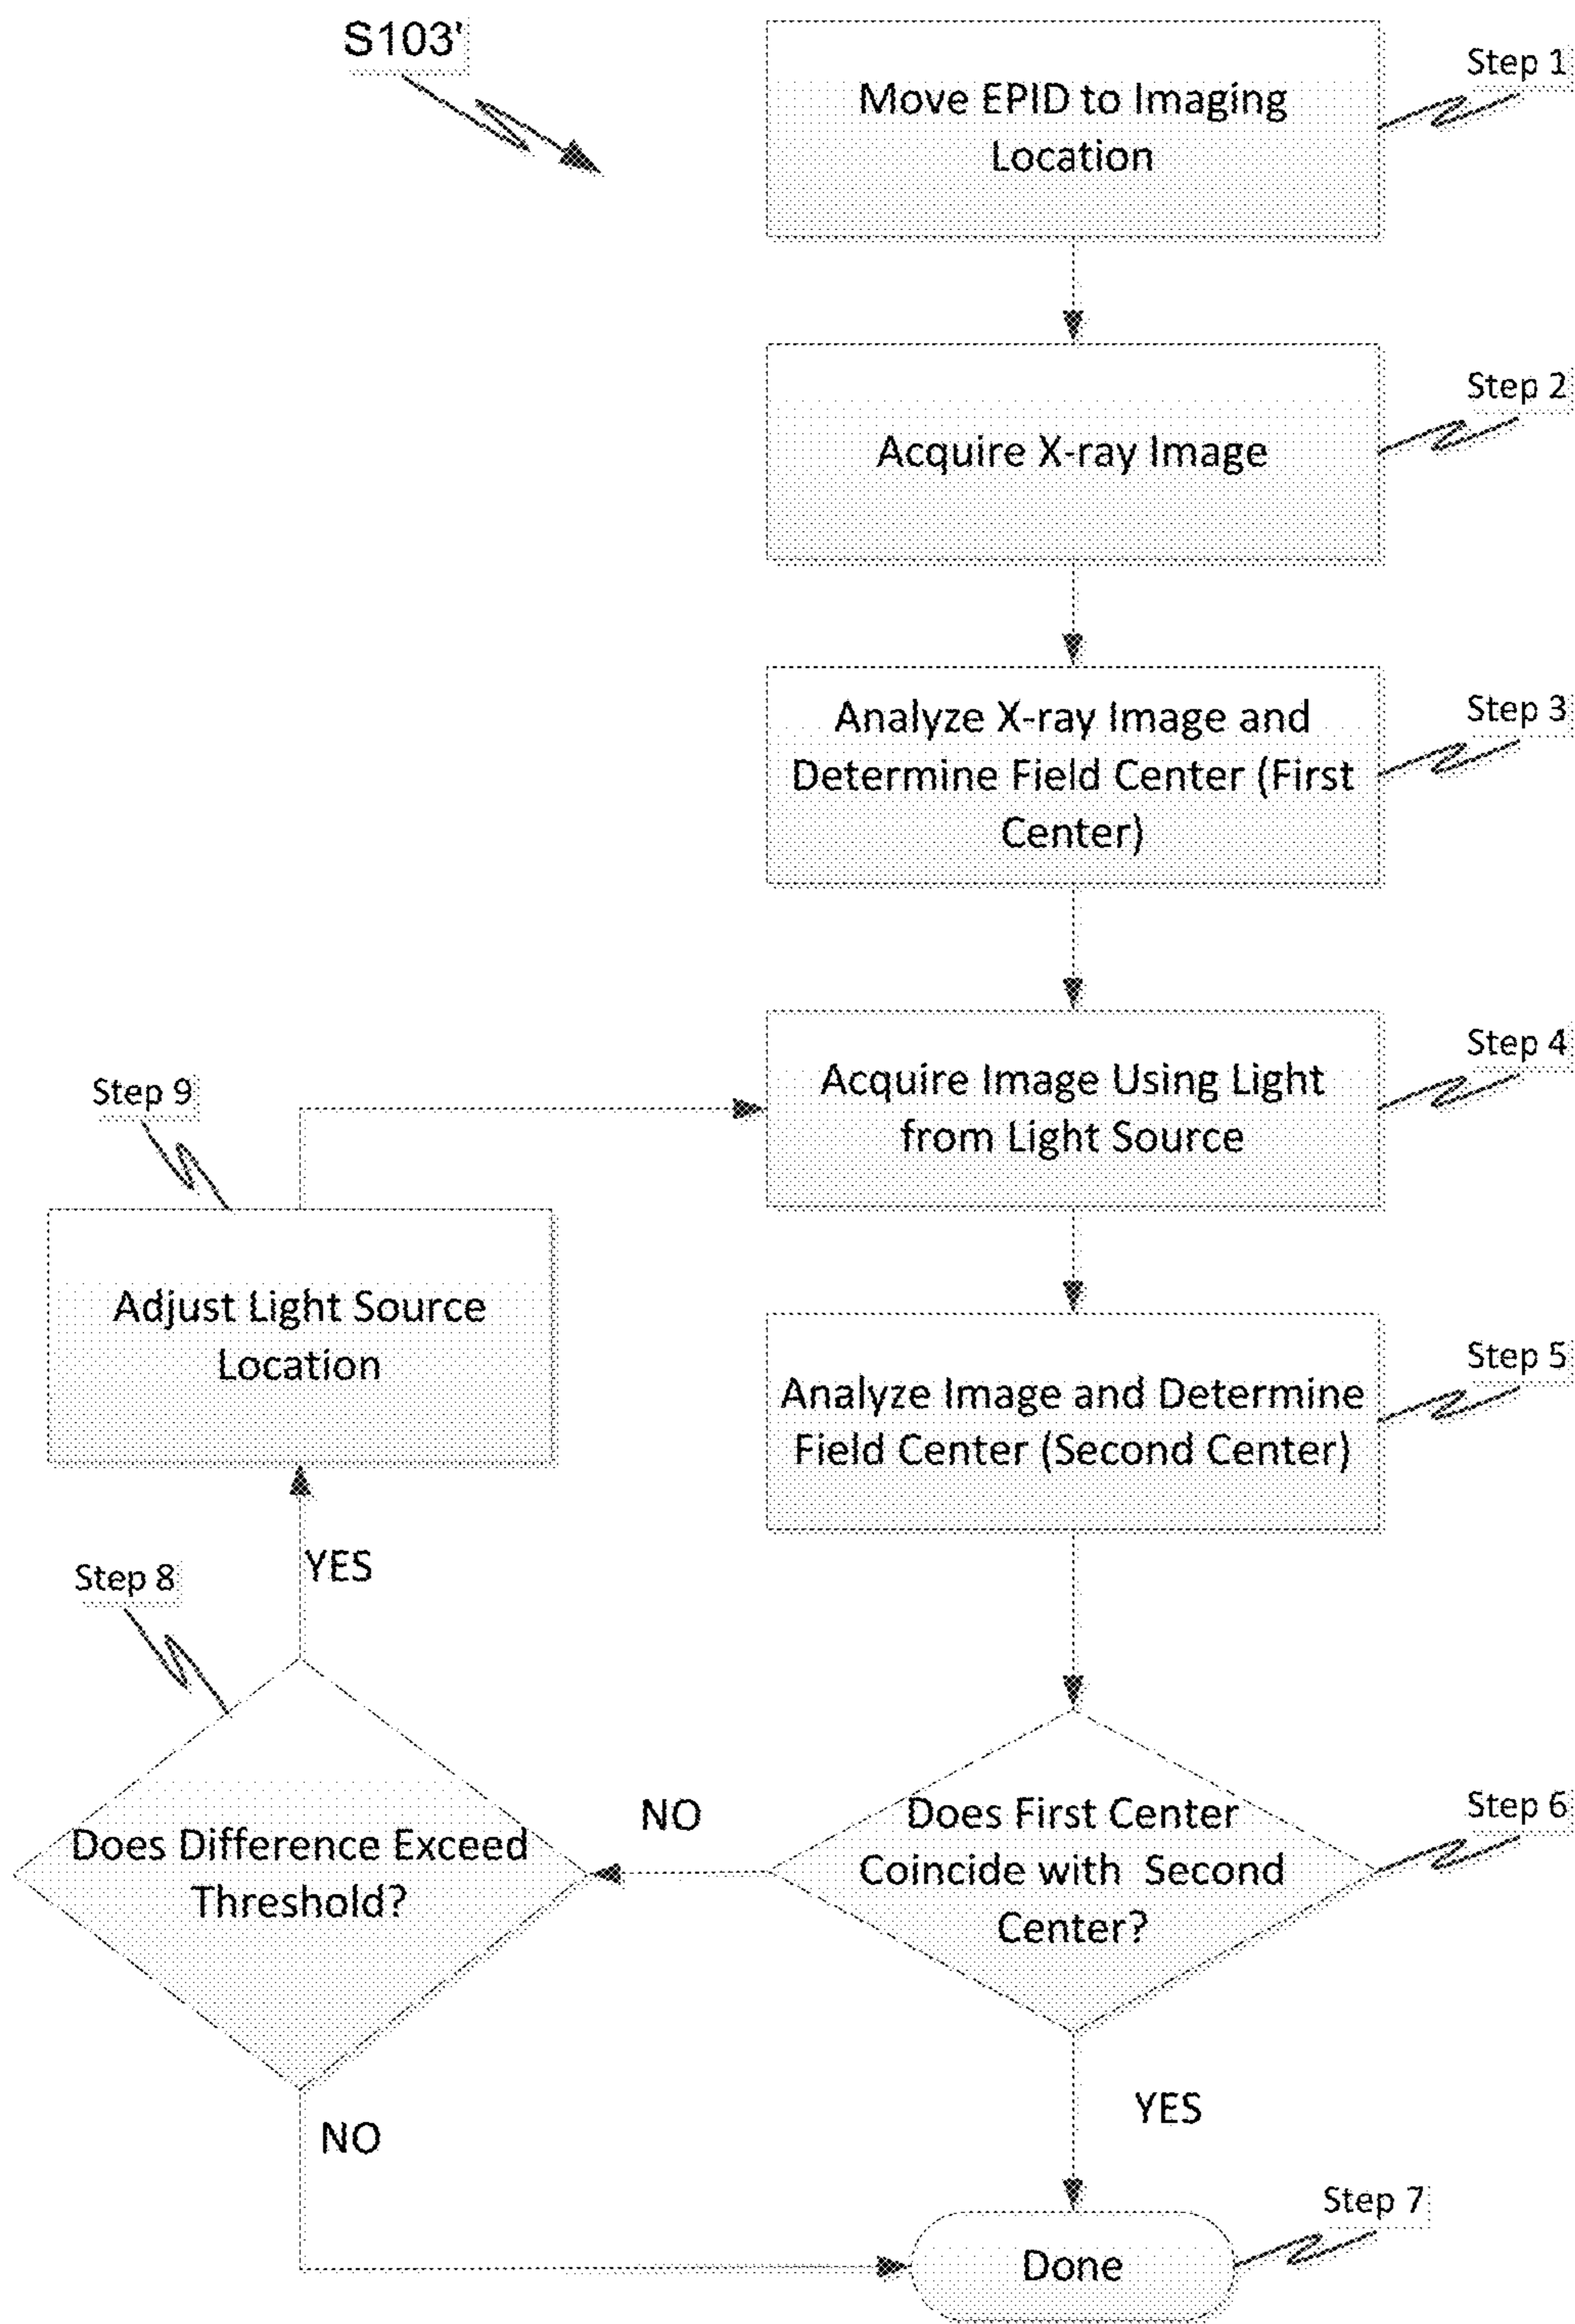 S103'
Step 1
Move EPID to Imaging
Location
Step 2
Acquire X-ray Image
Step 3
Analyze X-ray Image and
Determine Field Center (First
Center)
Step 4
Acquire Image Using Light
from Light Source
Step 9
Adjust Light Source
Location
Step 5
Analyze Image and Determine
Field Center (Second Center)
YES
Step 8
Does Difference Exceed
Threshold?
NO
Step 6
Does First Center
Coincide with Second
Center?
YES
NO
Step 7
Done